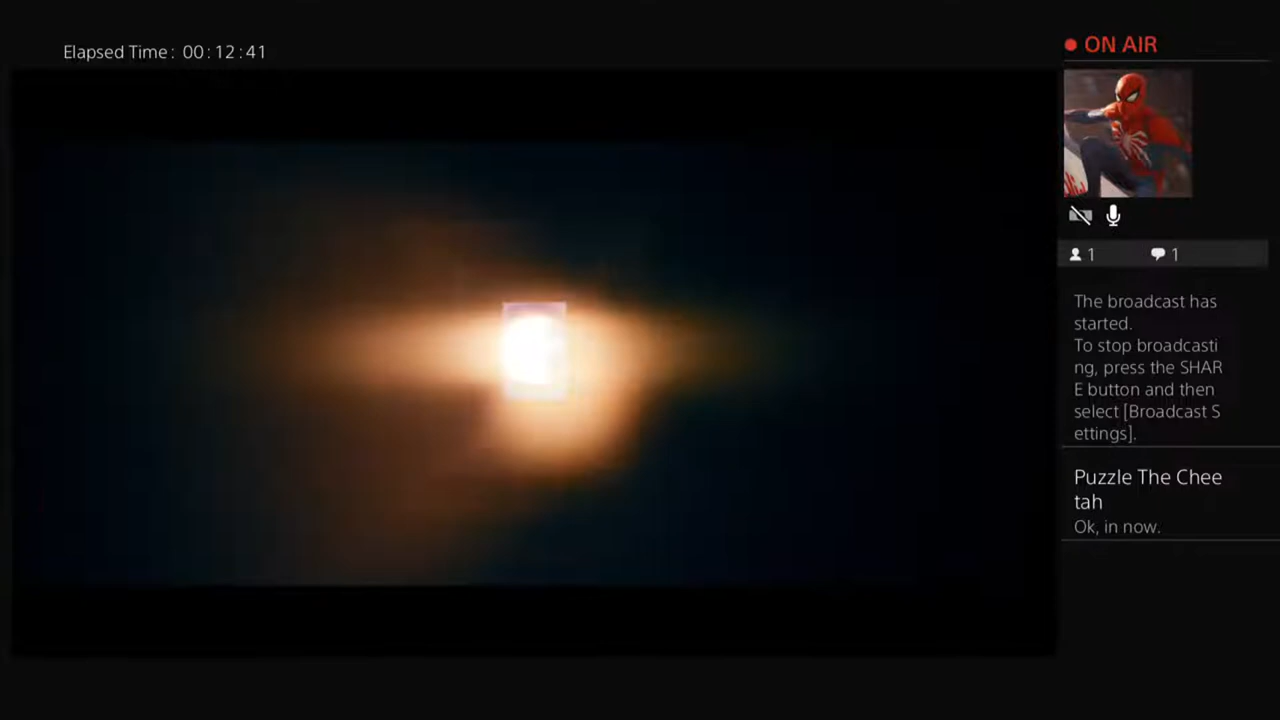 Elapsed Time: 00:12:41
ON AIR
1 1
The broadcast has
started.
To stop broadcasti
ng, press the SHAR
E button and then
select [Broadcast S
ettings].
Puzzle The Chee
tah
Ok, in now.